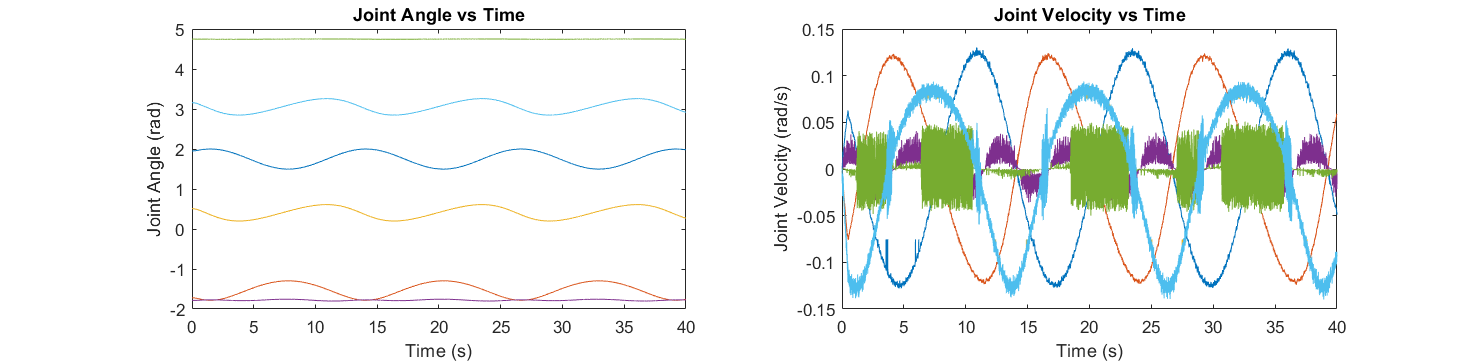 Joint Angle vs Time
Joint Angle (rad)
5
4
3
2
1
0
-1
-2
0 5 10 15 20 25 30 35 40
Time (s)
Joint Velocity vs Time
Joint Velocity (rad/s)
0.15
0.1
0.05
0
-0.05
-0.1
-0.15
0 5 10 15 20 25 30 35 40
Time (s)